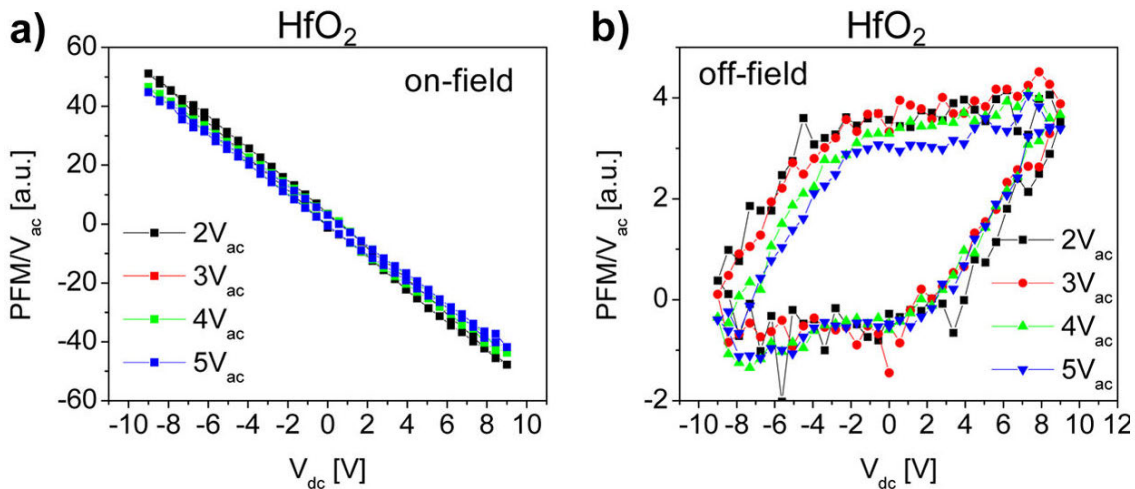 a)
HfO₂
on-field
PFM/Vac [a.u.]
60
40
20
0
-20
-40
-60
2Vac
3Vac
4Vac
5Vac
-10 -8 -6 -4 -2 0 2 4 6 8 10
Vdc [V]
b)
HfO₂
off-field
PFM/Vac [a.u.]
4
2
0
-2
2Vac
3Vac
4Vac
5Vac
-10 -8 -6 -4 -2 0 2 4 6 8 10 12
Vdc [V]